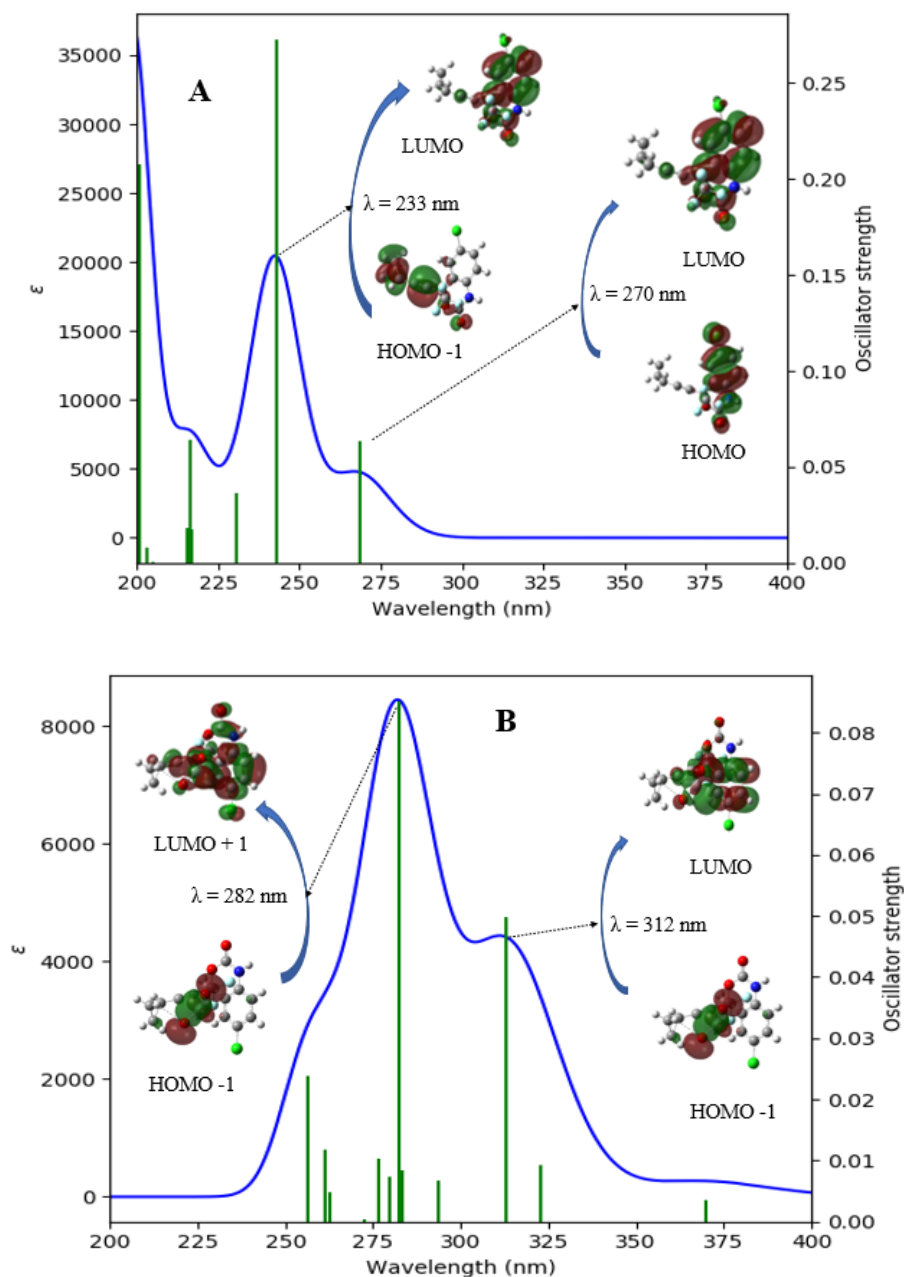 A
LUMO
λ = 233 nm
HOMO -1
LUMO
λ = 270 nm
HOMO
35000
30000
25000
20000
15000
10000
5000
0
ε
0.25
0.20
0.15
0.10
0.05
0.00
Oscillator strength
200 225 250 275 300 325 350 375 400
Wavelength (nm)
B
LUMO + 1
λ = 282 nm
HOMO -1
LUMO
λ = 312 nm
HOMO -1
8000
6000
4000
2000
0
ε
0.08
0.07
0.06
0.05
0.04
0.03
0.02
0.01
0.00
Oscillator strength
200 225 250 275 300 325 350 375 400
Wavelength (nm)